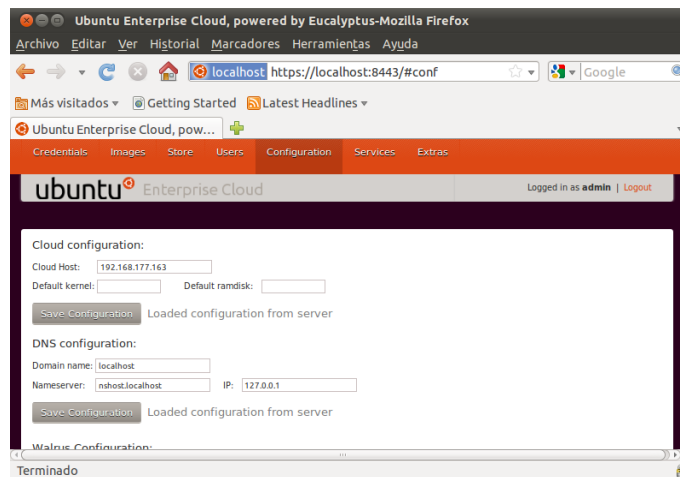 Ubuntu Enterprise Cloud, powered by Eucalyptus-Mozilla Firefox
Archivo Editar Ver Historial Marcadores Herramientas Ayuda
localhost https://localhost:8443/#conf Google
Más visitados Getting Started Latest Headlines
Ubuntu Enterprise Cloud, pow...
Credentials Images Store Users Configuration Services Extras
ubuntu Enterprise Cloud Logged in as admin | Logout
Cloud configuration:
Cloud Host: 192.168.177.163
Default kernel: Default ramdisk:
Save Configuration Loaded configuration from server
DNS configuration:
Domain name: localhost
Nameserver: nshost.localhost IP: 127.0.0.1
Save Configuration Loaded configuration from server
Walrus Configuration:
Terminado